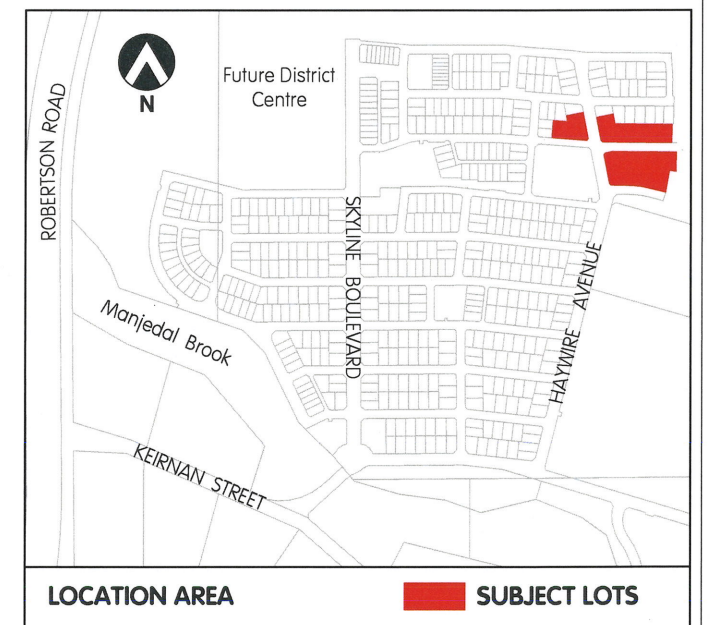 ROBERTSON ROAD
N
Future District
Centre
SKYLINE BOULEVARD
HAYWIRE AVENUE
Manjedal Brook
KEIRNAN STREET
LOCATION AREA
SUBJECT LOTS